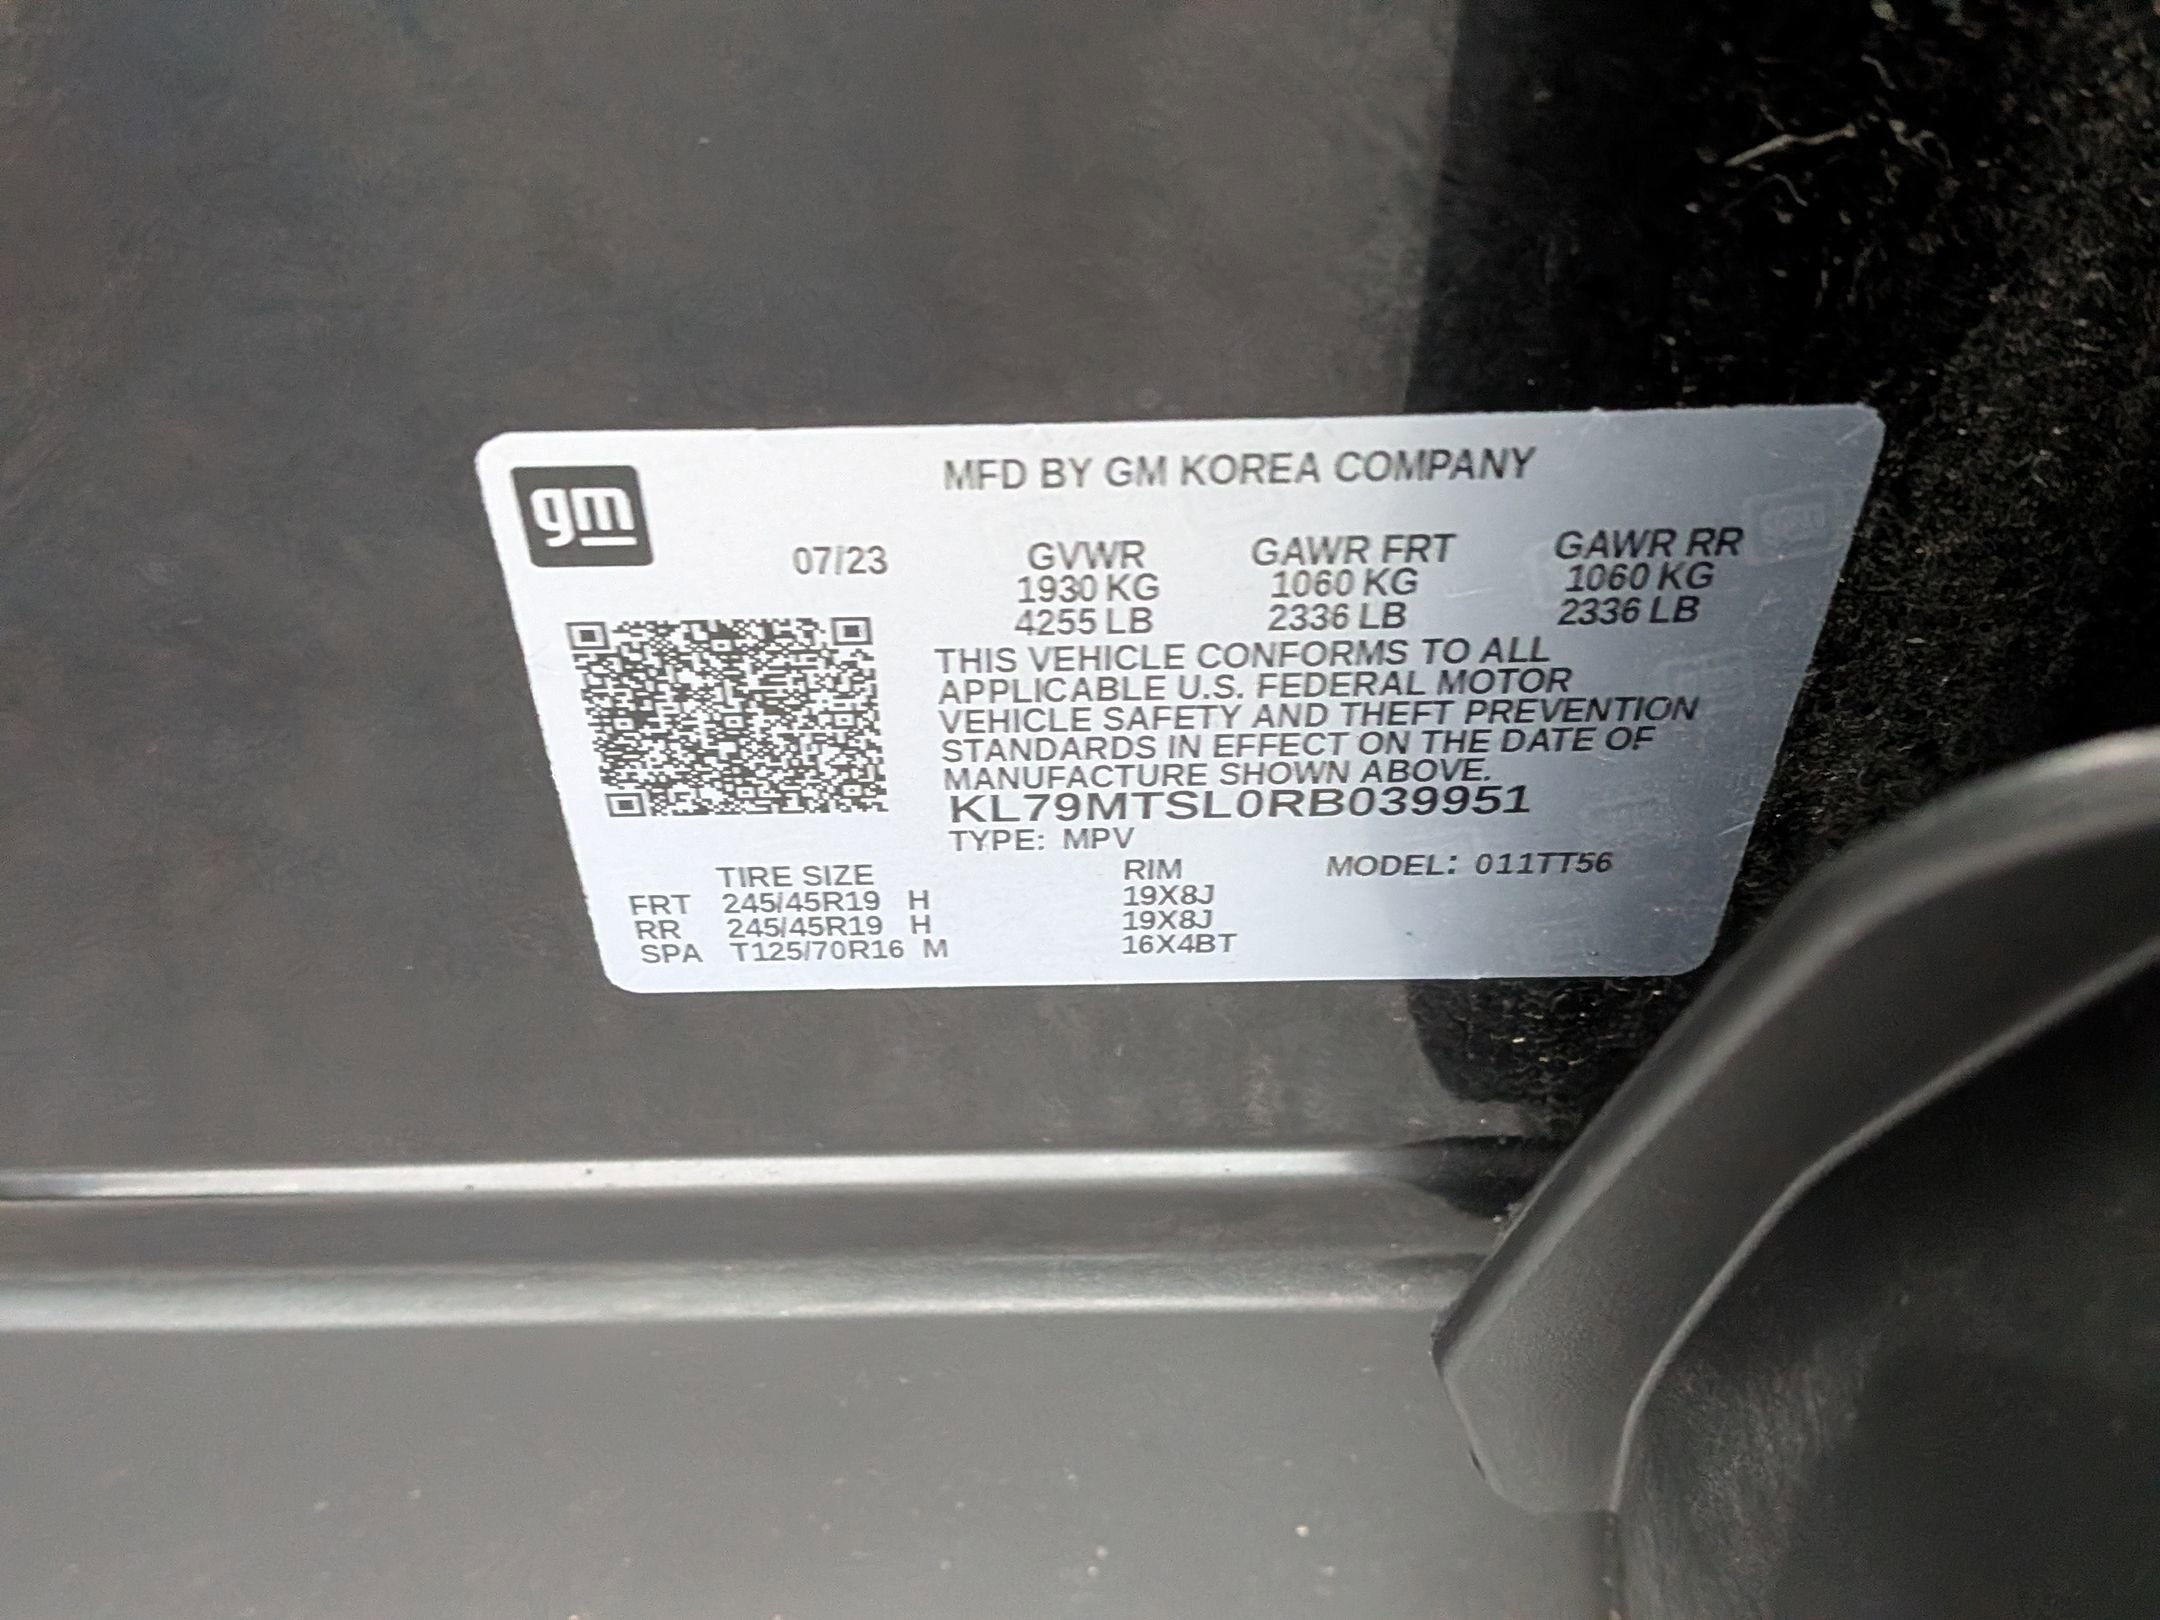 gm
MFD BY GM KOREA COMPANY
07/23 GVWR GAWR FRT GAWR RR
1930 KG 1060 KG 1060 KG
4255 LB 2336 LB 2336 LB
THIS VEHICLE CONFORMS TO ALL
APPLICABLE U.S. FEDERAL MOTOR
VEHICLE SAFETY AND THEFT PREVENTION
STANDARDS IN EFFECT ON THE DATE OF
MANUFACTURE SHOWN ABOVE.
KL79MTSL0RB039951
TYPE: MPV
TIRE SIZE RIM MODEL: 011TT56
FRT 245/45R19 H 19X8J
RR 245/45R19 H 19X8J
SPA T125/70R16 M 16X4BT